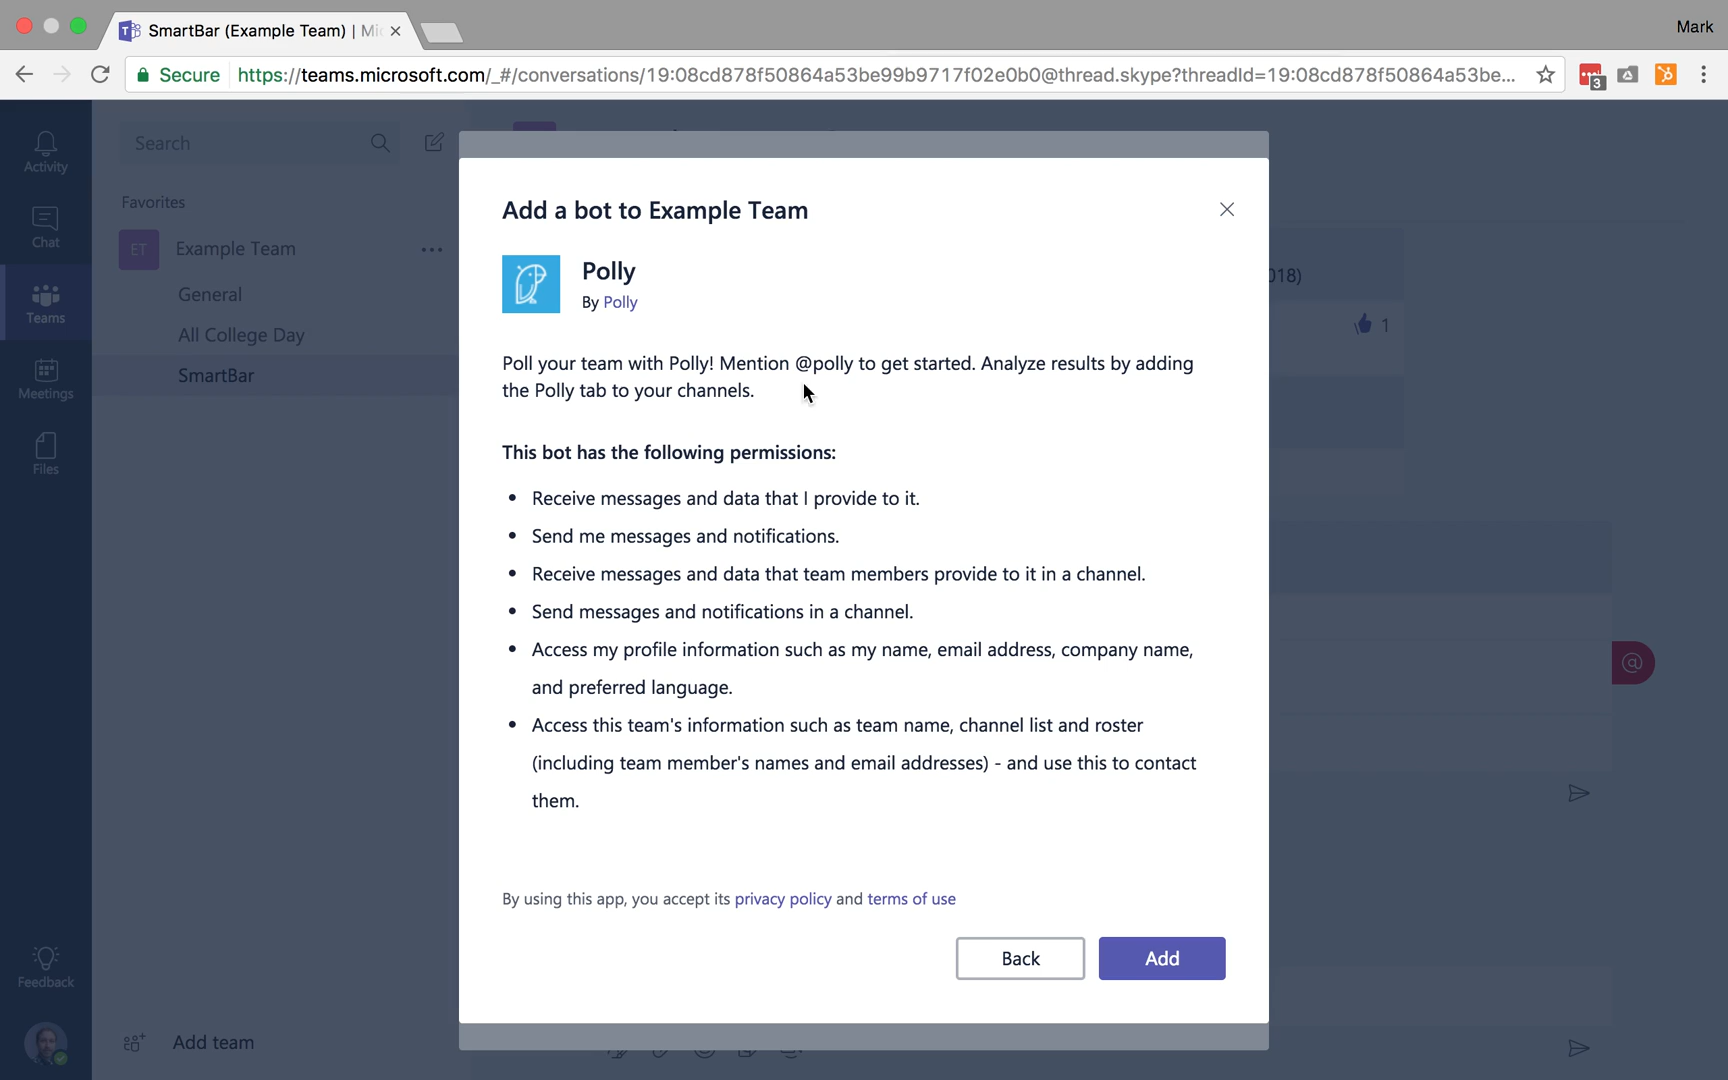 SmartBar (Example Team) | Mi
Mark
Secure https://teams.microsoft.com/_#/conversations/19:08cd878f50864a53be99b9717f02e0b0@thread.skype?threadId=19:08cd878f50864a53be...
3
Activity
Chat
Teams
Meetings
Files
Feedback
Search
Favorites
ET Example Team
General
All College Day
SmartBar
Add team
Add a bot to Example Team
Polly
By Polly
Poll your team with Polly! Mention @polly to get started. Analyze results by adding
the Polly tab to your channels.
This bot has the following permissions:
• Receive messages and data that I provide to it.
• Send me messages and notifications.
• Receive messages and data that team members provide to it in a channel.
• Send messages and notifications in a channel.
• Access my profile information such as my name, email address, company name,
and preferred language.
• Access this team's information such as team name, channel list and roster
(including team member's names and email addresses) - and use this to contact
them.
By using this app, you accept its privacy policy and terms of use
Back
Add
018)
1
@